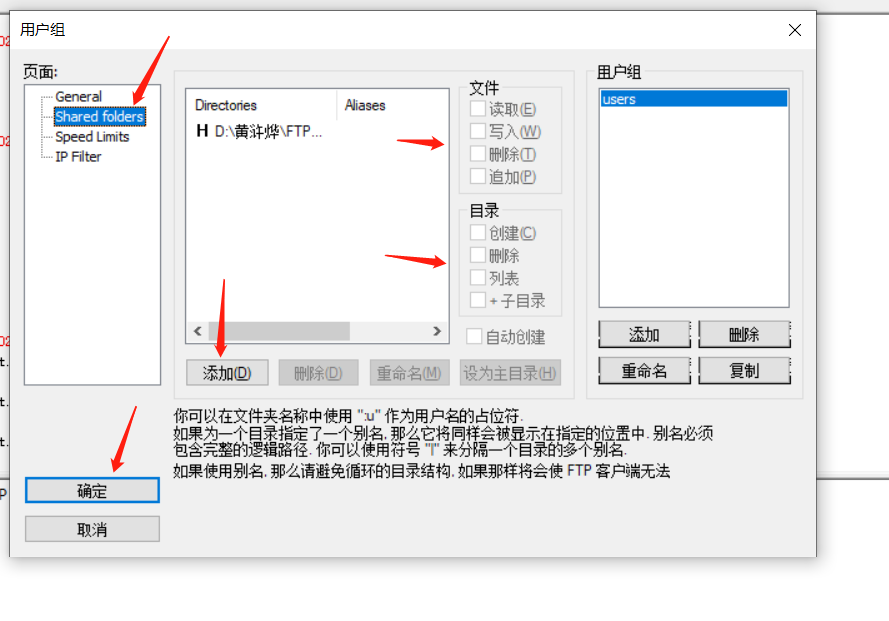 用户组
页面:
General
Shared folders
Speed Limits
IP Filter
Directories
Aliases
H D:\黄浒烨\FTP...
文件
读取(E)
写入(W)
删除(T)
追加(P)
目录
创建(C)
删除
列表
+ 子目录
自动创建
添加(D)
删除(D)
重命名(M)
设为主目录(H)
用户组
users
添加
删除
重命名
复制
你可以在文件夹名称中使用 ":u" 作为用户名的占位符.
如果为一个目录指定了一个别名, 那么它将同样会被显示在指定的位置中. 别名必须
包含完整的逻辑路径. 你可以使用符号 "|" 来分隔一个目录的多个别名.
如果使用别名, 那么请避免循环的目录结构. 如果那样将会使 FTP 客户端无法
确定
取消